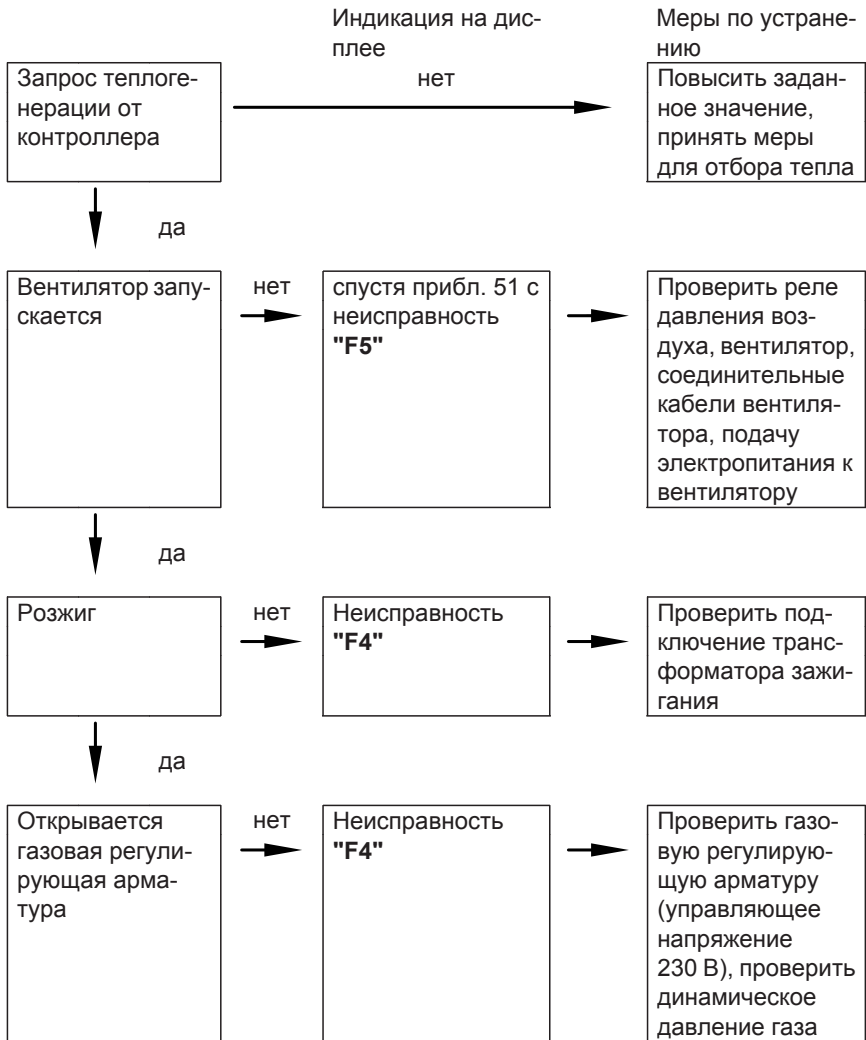 Индикация на дис-
плее
Меры по устране-
нию
Запрос теплоге-
нерации от
контроллера
нет
Повысить задан-
ное значение,
принять меры
для отбора тепла
да
Вентилятор запу-
скается
нет
спустя прибл. 51 с
неисправность
"F5"
Проверить реле
давления воз-
духа, вентилятор,
соединительные
кабели вентиля-
тора, подачу
электропитания к
вентилятору
да
Розжиг
нет
Неисправность
"F4"
Проверить под-
ключение транс-
форматора зажи-
гания
да
Открывается
газовая регули-
рующая арма-
тура
нет
Неисправность
"F4"
Проверить газо-
вую регулирую-
щую арматуру
(управляющее
напряжение
230 В), проверить
динамическое
давление газа